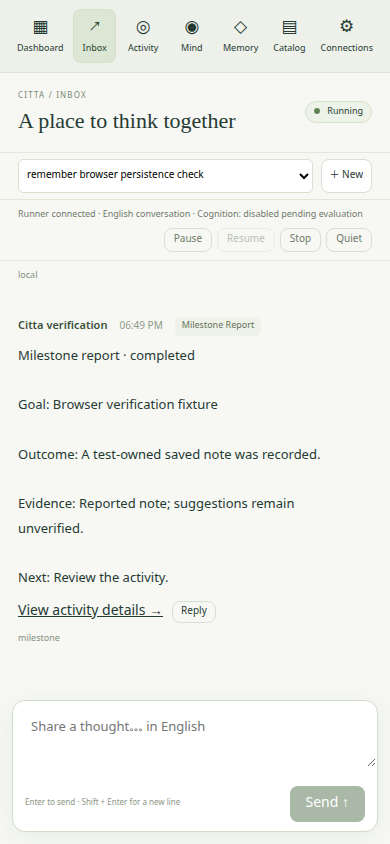 Dashboard
Inbox
Activity
Mind
Memory
Catalog
Connections
CITTA / INBOX
A place to think together
Running
remember browser persistence check
+ New
Runner connected · English conversation · Cognition: disabled pending evaluation
Pause
Resume
Stop
Quiet
local
Citta verification 06:49 PM Milestone Report
Milestone report · completed
Goal: Browser verification fixture
Outcome: A test-owned saved note was recorded.
Evidence: Reported note; suggestions remain
unverified.
Next: Review the activity.
View activity details →
Reply
milestone
Share a thought… in English
Enter to send · Shift + Enter for a new line
Send ↑